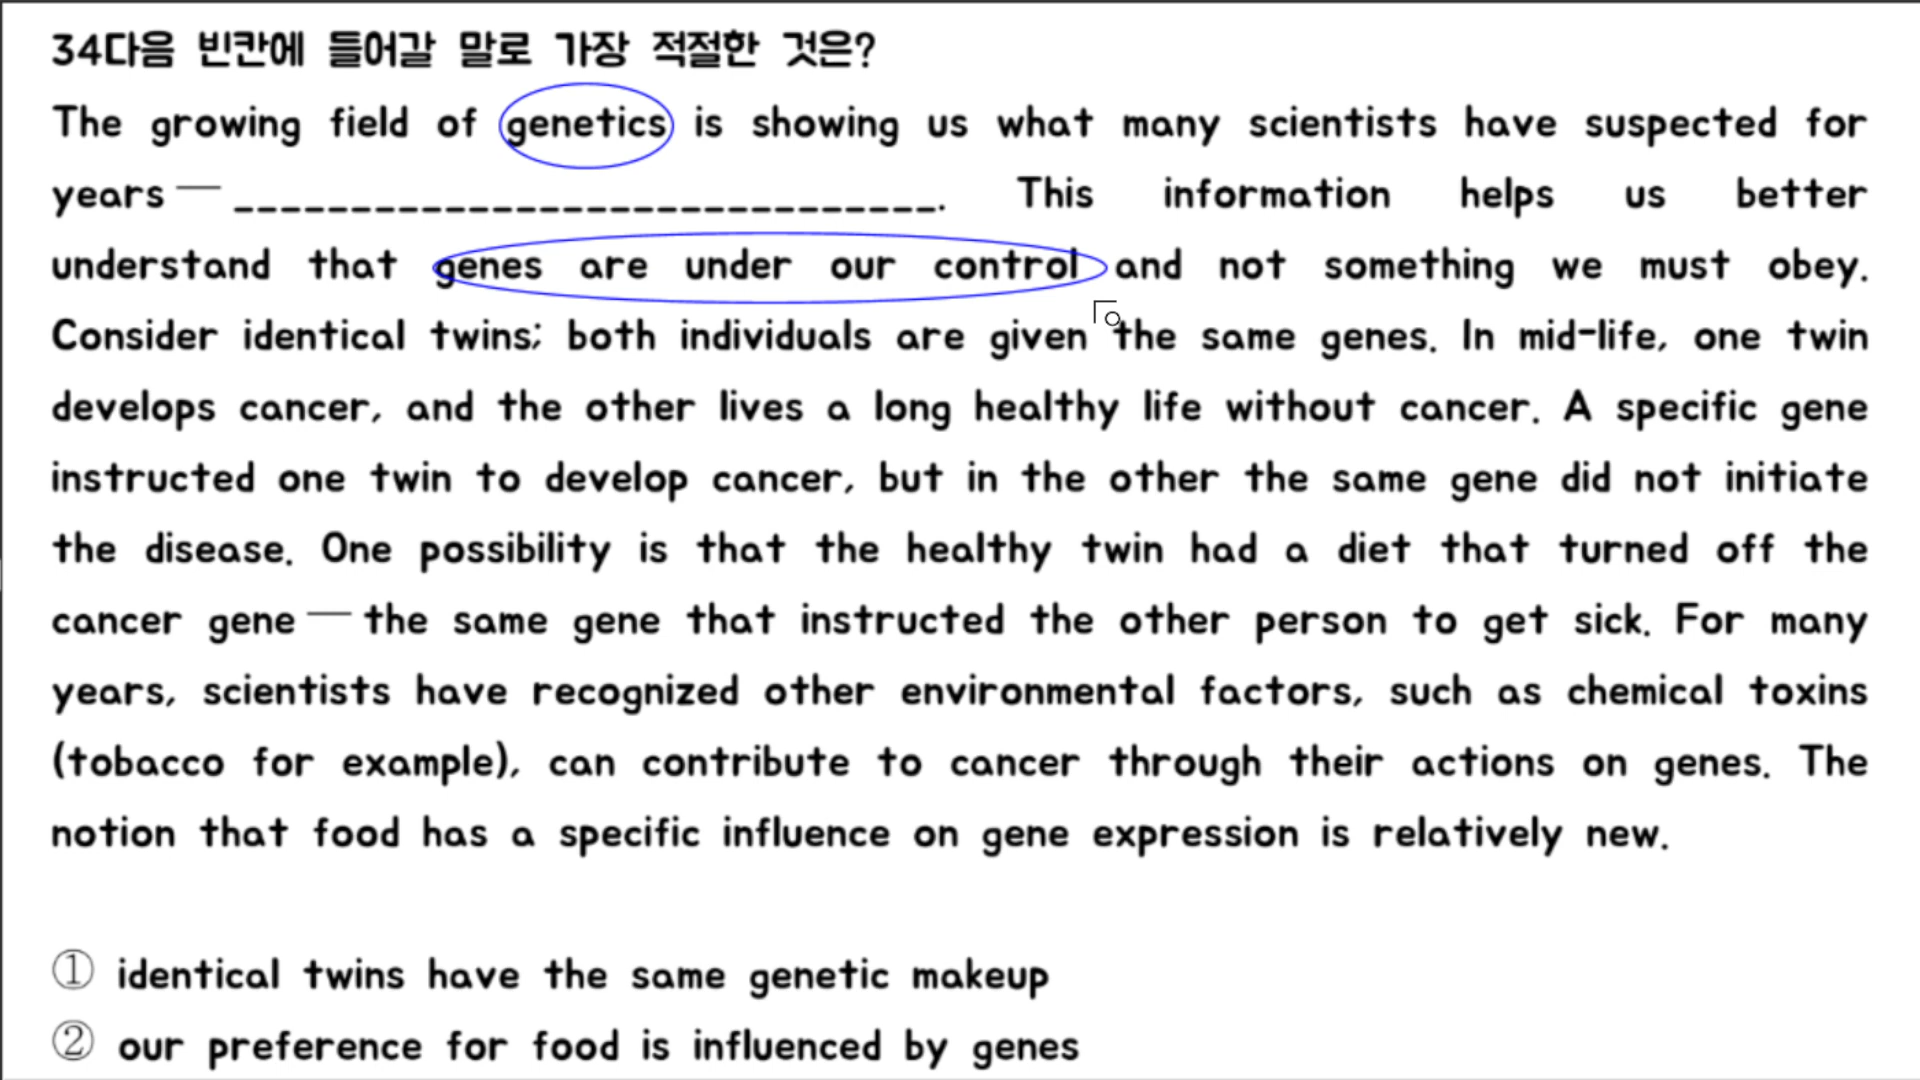 34다음 빈칸에 들어갈 말로 가장 적절한 것은?
The growing field of genetics is showing us what many scientists have suspected for
years — ______________________________. This information helps us better
understand that genes are under our control and not something we must obey.
Consider identical twins; both individuals are given the same genes. In mid-life, one twin
develops cancer, and the other lives a long healthy life without cancer. A specific gene
instructed one twin to develop cancer, but in the other the same gene did not initiate
the disease. One possibility is that the healthy twin had a diet that turned off the
cancer gene — the same gene that instructed the other person to get sick. For many
years, scientists have recognized other environmental factors, such as chemical toxins
(tobacco for example), can contribute to cancer through their actions on genes. The
notion that food has a specific influence on gene expression is relatively new.
① identical twins have the same genetic makeup
② our preference for food is influenced by genes